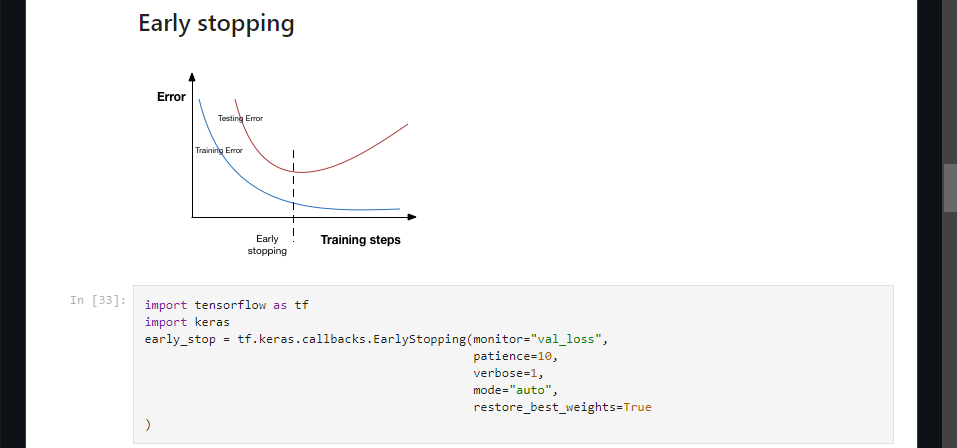 Early stopping
Error
Testing Error
Training Error
Early
stopping
Training steps
In [33]:
import tensorflow as tf
import keras
early_stop = tf.keras.callbacks.EarlyStopping(monitor="val_loss",
patience=10,
verbose=1,
mode="auto",
restore_best_weights=True
)